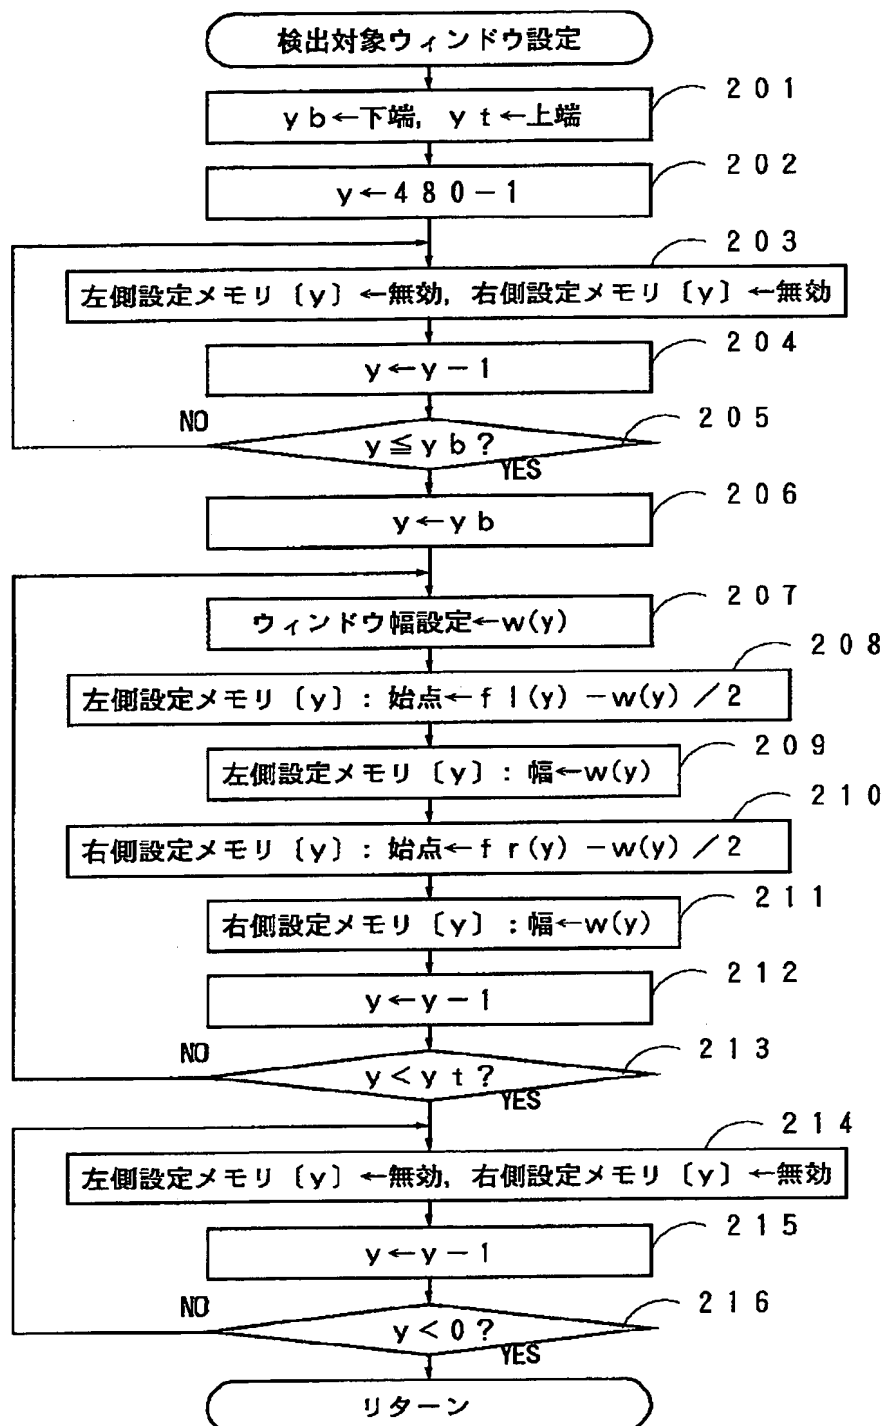 検出対象ウィンドウ設定
201
yb←下端, yt←上端
202
y←480-1
203
左側設定メモリ〔y〕←無効, 右側設定メモリ〔y〕←無効
204
y←y-1
205
NO
y≦yb?
YES
206
y←yb
207
ウィンドウ幅設定←w(y)
208
左側設定メモリ〔y〕: 始点←fl(y)-w(y)/2
209
左側設定メモリ〔y〕: 幅←w(y)
210
右側設定メモリ〔y〕: 始点←fr(y)-w(y)/2
211
右側設定メモリ〔y〕: 幅←w(y)
212
y←y-1
213
NO
y<yt?
YES
214
左側設定メモリ〔y〕←無効, 右側設定メモリ〔y〕←無効
215
y←y-1
216
NO
y<0?
YES
リターン